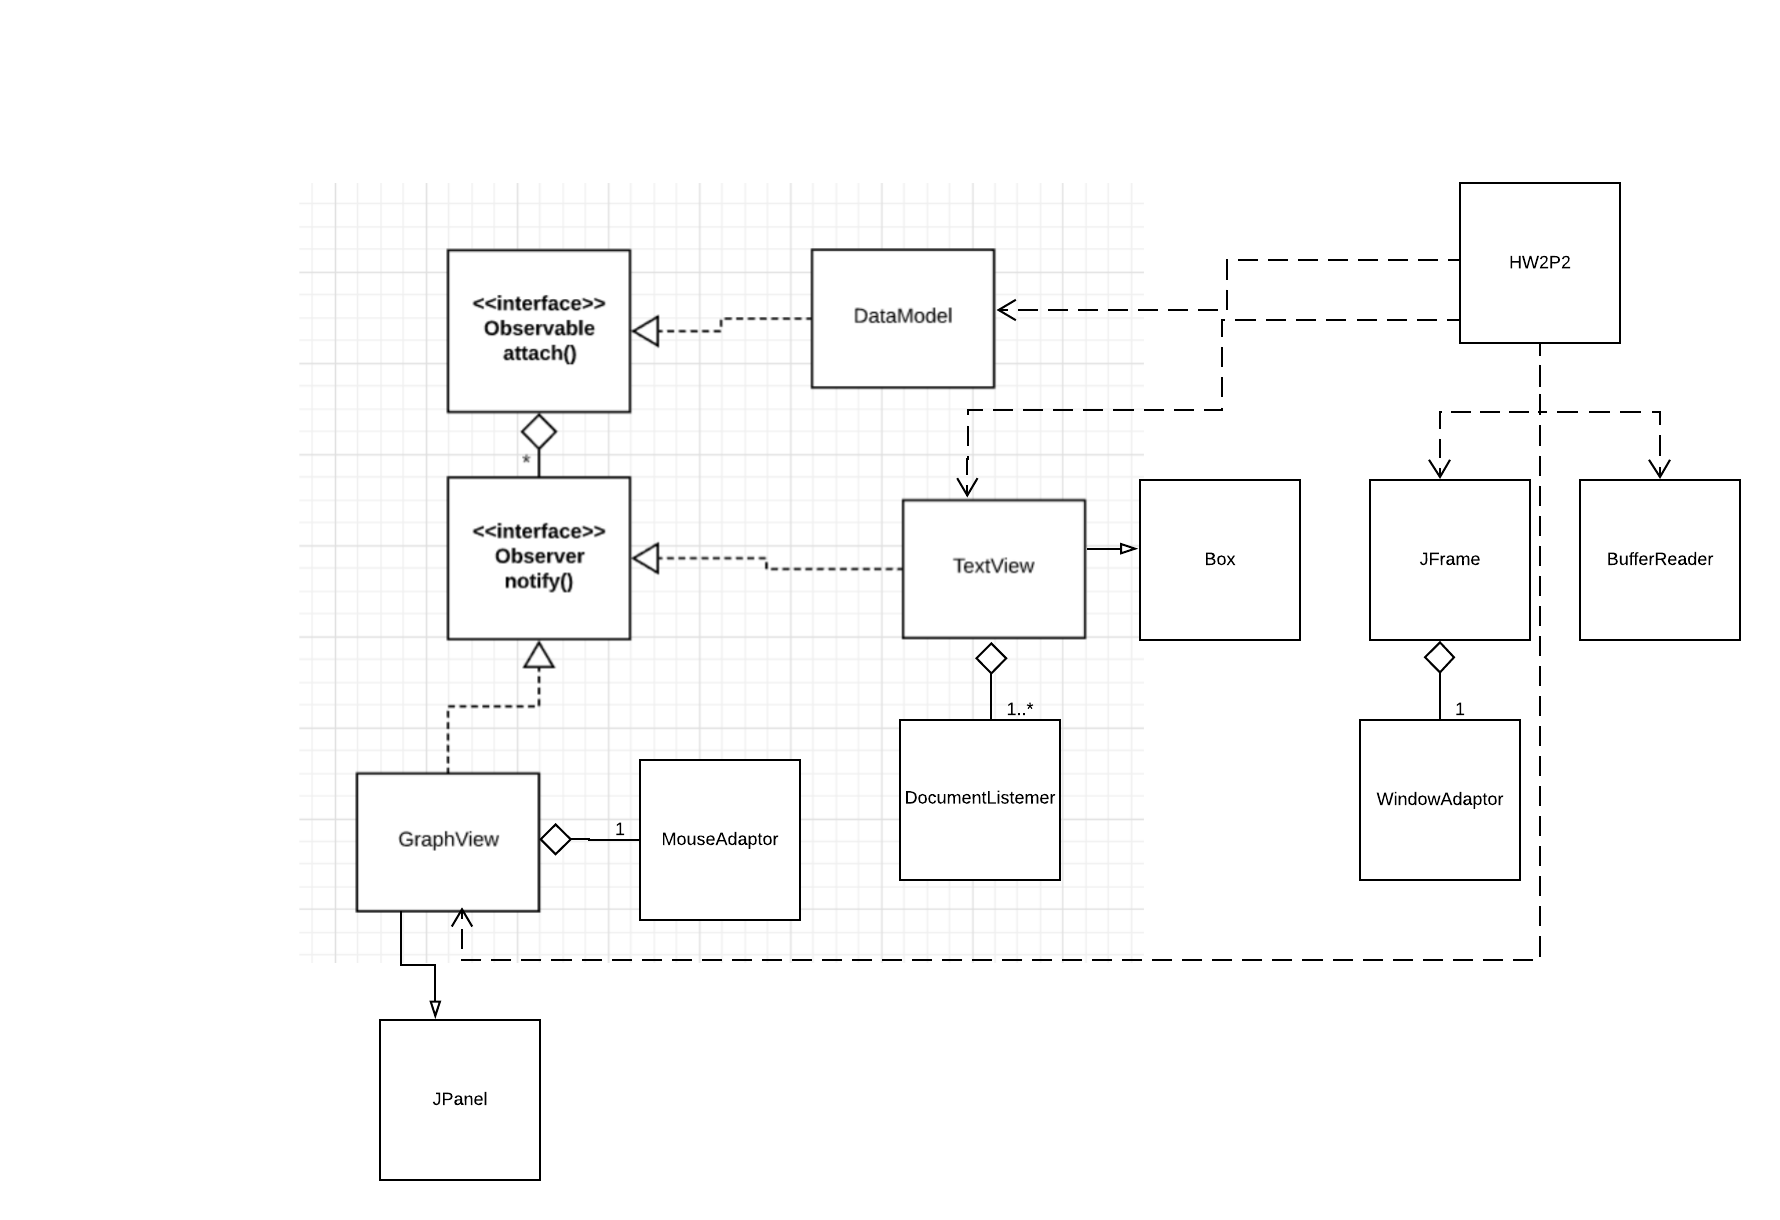 HW2P2
<<interface>>
Observable
attach()
DataModel
*
<<interface>>
Observer
notify()
TextView
Box
JFrame
BufferReader
1..*
1
DocumentListemer
WindowAdaptor
GraphView
1
MouseAdaptor
JPanel